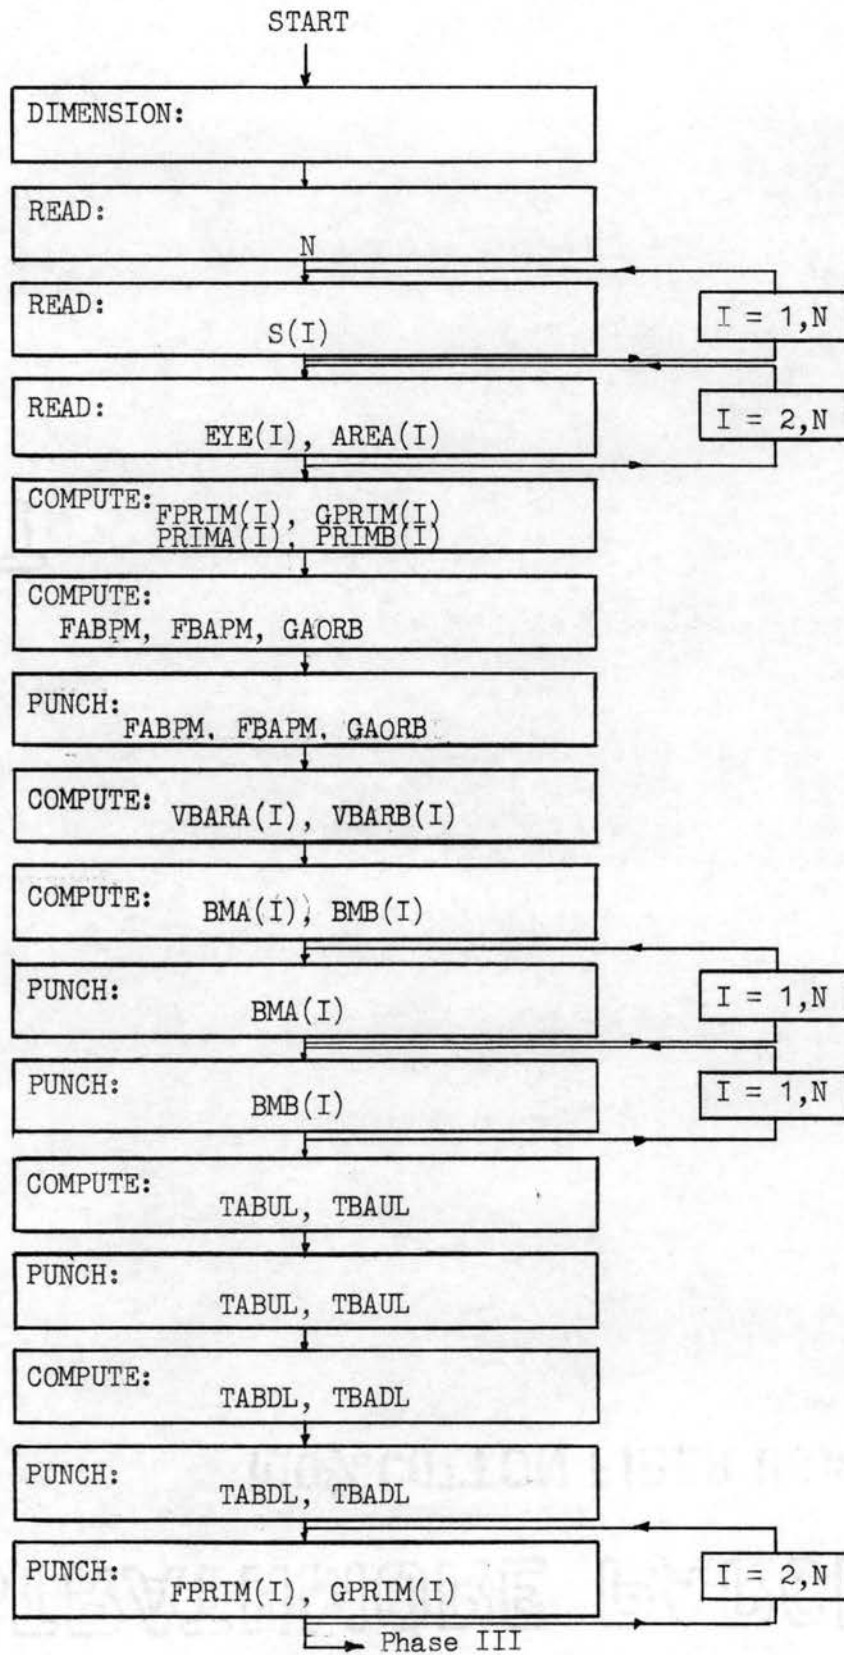 START
DIMENSION:
READ:
N
READ:
S(I)
I = 1,N
READ:
EYE(I), AREA(I)
I = 2,N
COMPUTE:
FPRIM(I), GPRIM(I)
PRIMA(I), PRIMB(I)
COMPUTE:
FABPM, FBAPM, GAORB
PUNCH:
FABPM, FBAPM, GAORB
COMPUTE: VBARA(I), VBARB(I)
COMPUTE: BMA(I), BMB(I)
PUNCH:
BMA(I)
I = 1,N
PUNCH:
BMB(I)
I = 1,N
COMPUTE:
TABUL, TBAUL
PUNCH:
TABUL, TBAUL
COMPUTE:
TABDL, TBADL
PUNCH:
TABDL, TBADL
PUNCH:
FPRIM(I), GPRIM(I)
I = 2,N
Phase III